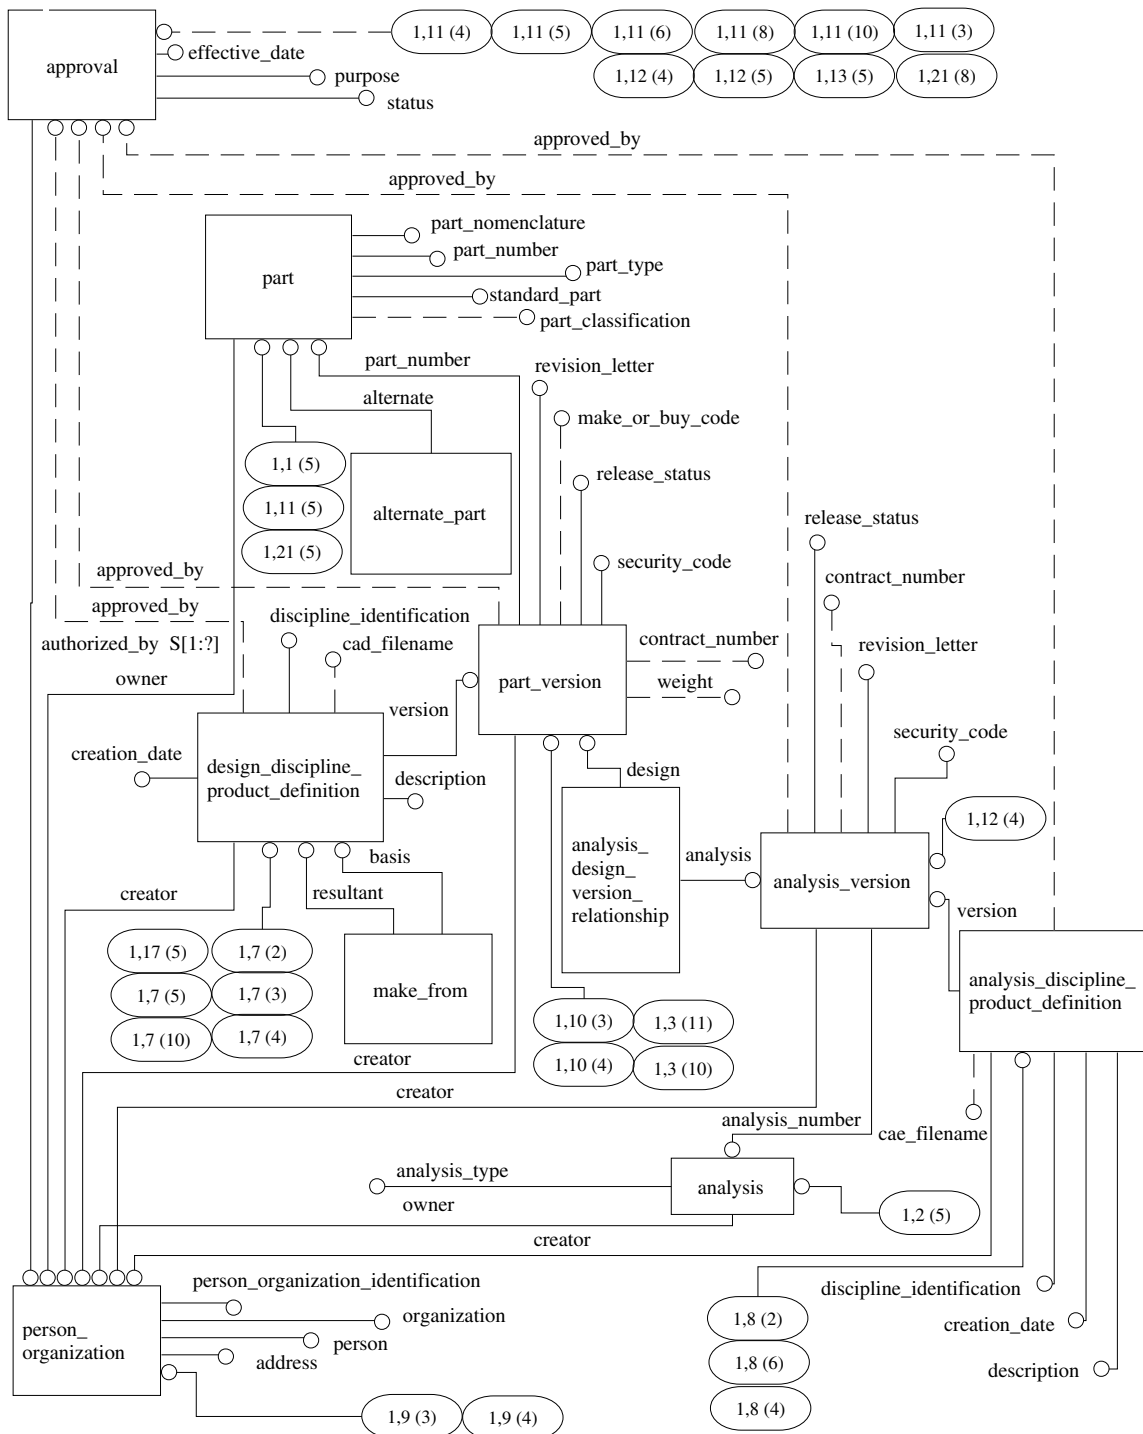 1,11 (4)
1,11 (5)
1,11 (6)
1,11 (8)
1,11 (10)
1,11 (3)
effective_date
approval
purpose
1,12 (4)
1,12 (5)
1,13 (5)
1,21 (8)
status
approved_by
approved_by
part_nomenclature
part_number
part
part_type
standard_part
part_classification
part_number
revision_letter
alternate
make_or_buy_code
1,1 (5)
release_status
1,11 (5)
alternate_part
release_status
1,21 (5)
security_code
approved_by
contract_number
approved_by
discipline_identification
authorized_by S[1:?]
cad_filename
contract_number
revision_letter
owner
part_version
weight
version
security_code
creation_date
design_discipline_
product_definition
description
design
1,12 (4)
analysis_
design_
version_
relationship
analysis
analysis_version
basis
resultant
creator
version
1,17 (5)
1,7 (2)
1,7 (5)
1,7 (3)
make_from
analysis_discipline_
product_definition
1,7 (10)
1,7 (4)
1,10 (3)
1,3 (11)
1,10 (4)
1,3 (10)
creator
creator
analysis_number
cae_filename
analysis_type
analysis
owner
1,2 (5)
creator
person_organization_identification
discipline_identification
organization
1,8 (2)
creation_date
person_
organization
person
address
1,8 (6)
description
1,9 (3)
1,9 (4)
1,8 (4)